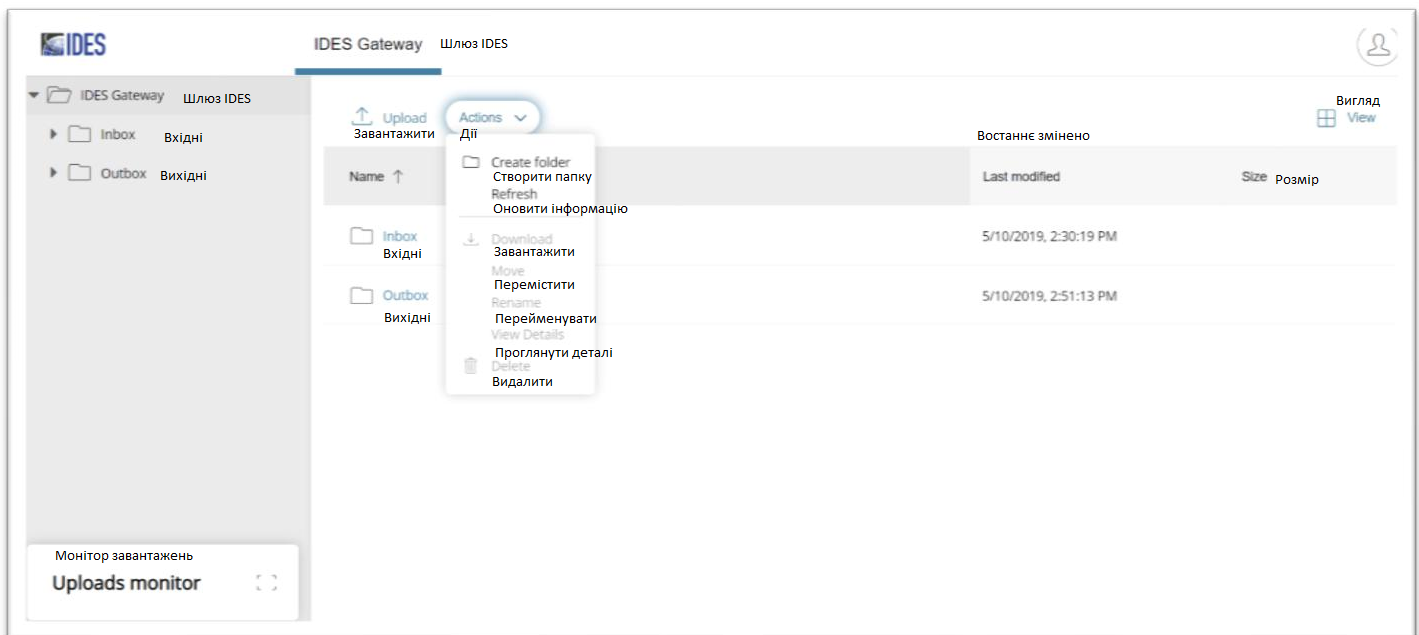 IDES
IDES Gateway Шлюз IDES
IDES Gateway Шлюз IDES
Inbox Вхідні
Outbox Вихідні
Upload
Завантажити
Actions
Дії
Вигляд
View
Востаннє змінено
Name ↑
Last modified
Size Розмір
Create folder
Створити папку
Refresh
Оновити інформацію
Download
Завантажити
Move
Перемістити
Rename
Перейменувати
View Details
Проглянути деталі
Delete
Видалити
Inbox
Вхідні
5/10/2019, 2:30:19 PM
Outbox
Вихідні
5/10/2019, 2:51:13 PM
Монітор завантажень
Uploads monitor